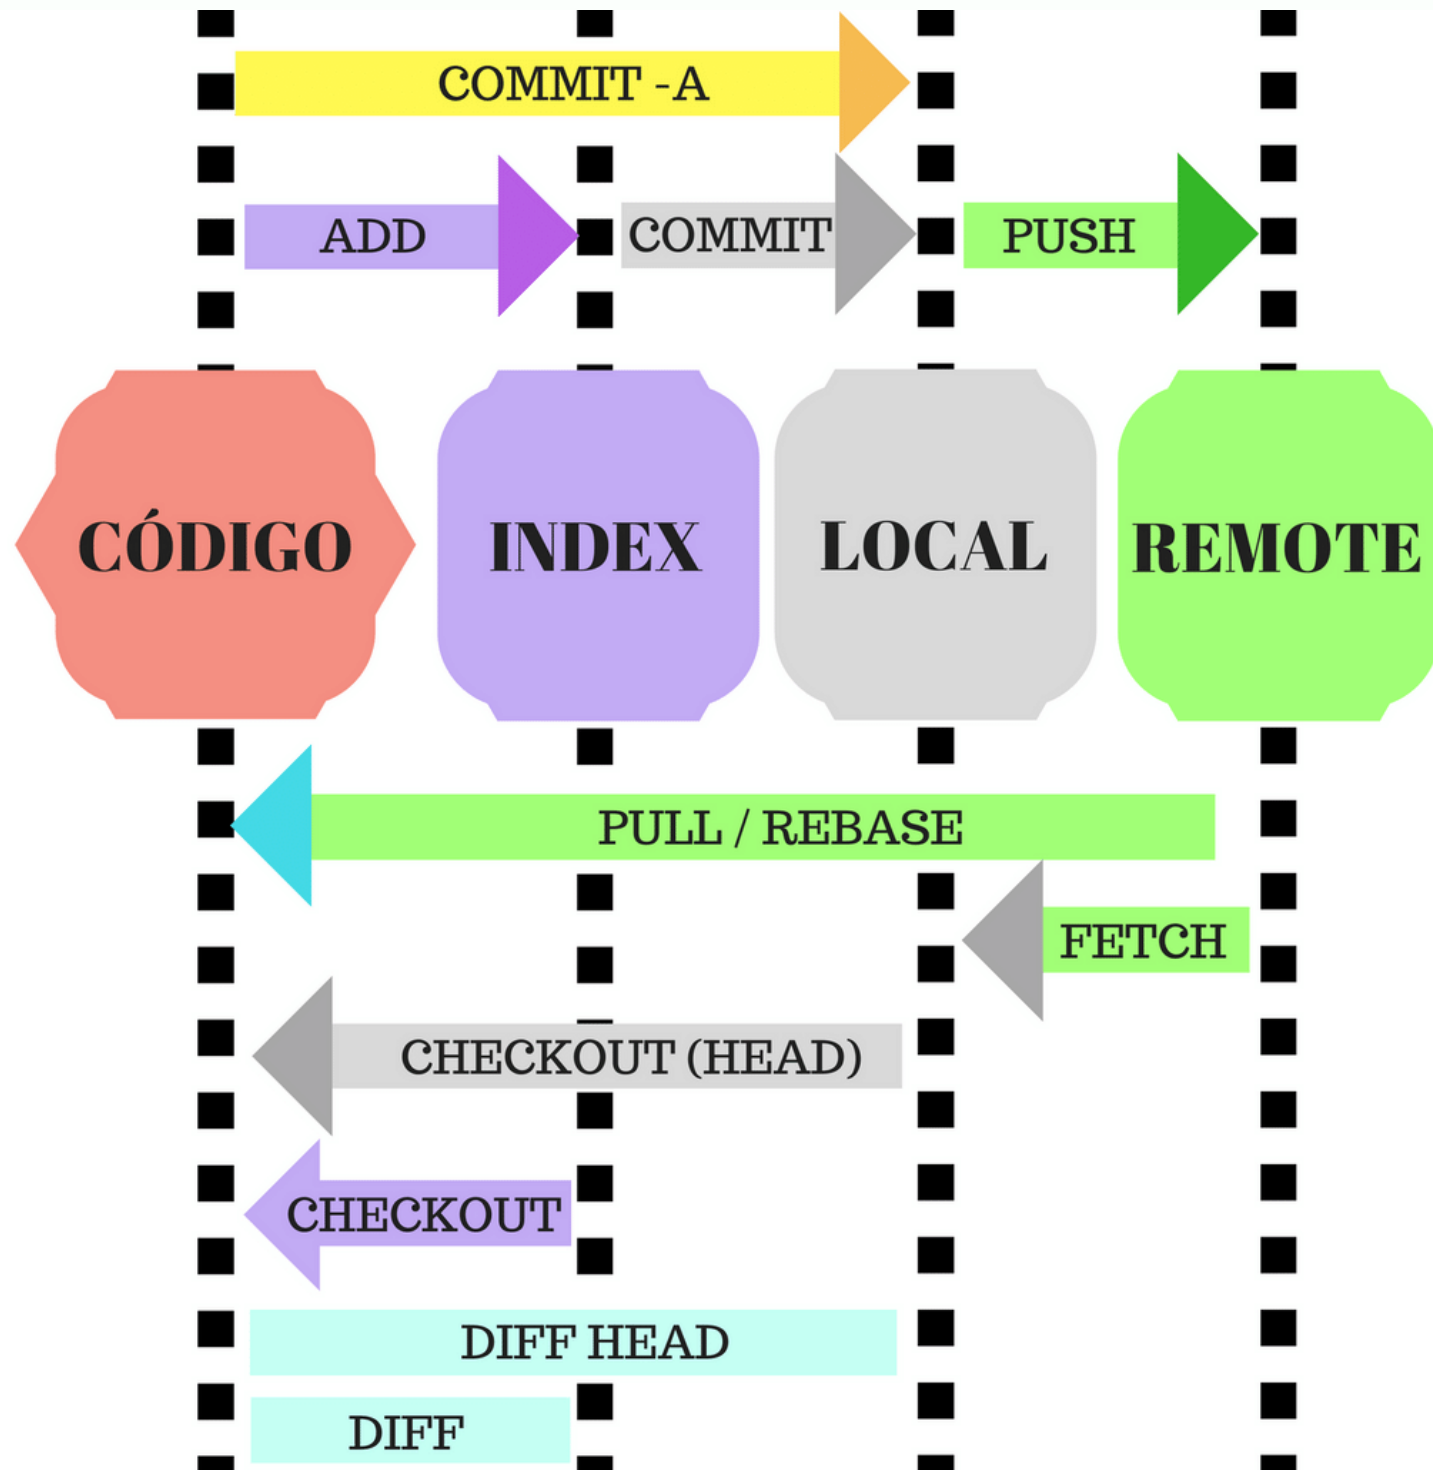 COMMIT -A
ADD
COMMIT
PUSH
CÓDIGO
INDEX
LOCAL
REMOTE
PULL / REBASE
FETCH
CHECKOUT (HEAD)
CHECKOUT
DIFF HEAD
DIFF